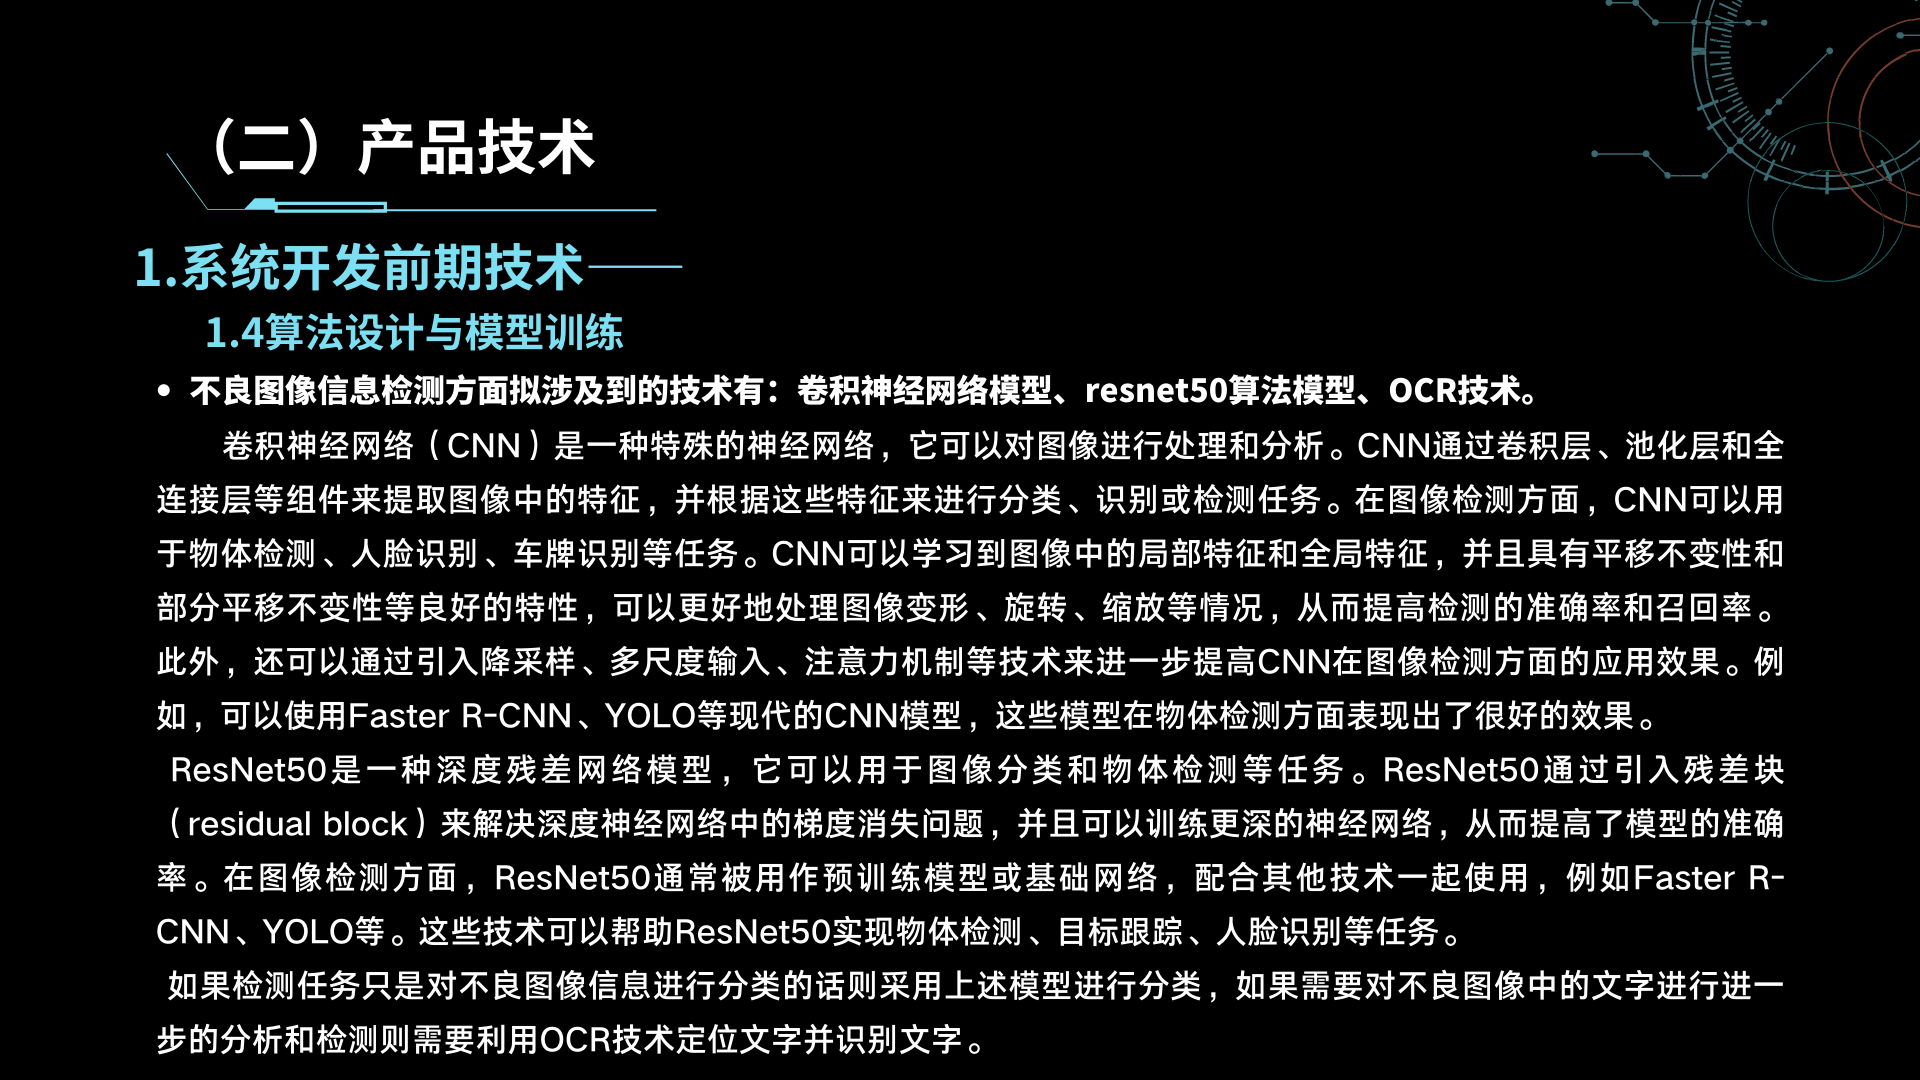 （二）产品技术
1.系统开发前期技术——
1.4算法设计与模型训练
• 不良图像信息检测方面拟涉及到的技术有：卷积神经网络模型、resnet50算法模型、OCR技术。
卷积神经网络（CNN）是一种特殊的神经网络，它可以对图像进行处理和分析。CNN通过卷积层、池化层和全
连接层等组件来提取图像中的特征，并根据这些特征来进行分类、识别或检测任务。在图像检测方面，CNN可以用
于物体检测、人脸识别、车牌识别等任务。CNN可以学习到图像中的局部特征和全局特征，并且具有平移不变性和
部分平移不变性等良好的特性，可以更好地处理图像变形、旋转、缩放等情况，从而提高检测的准确率和召回率。
此外，还可以通过引入降采样、多尺度输入、注意力机制等技术来进一步提高CNN在图像检测方面的应用效果。例
如，可以使用Faster R-CNN、YOLO等现代的CNN模型，这些模型在物体检测方面表现出了很好的效果。
ResNet50是一种深度残差网络模型，它可以用于图像分类和物体检测等任务。ResNet50通过引入残差块
（residual block）来解决深度神经网络中的梯度消失问题，并且可以训练更深的神经网络，从而提高了模型的准确
率。在图像检测方面，ResNet50通常被用作预训练模型或基础网络，配合其他技术一起使用，例如Faster R-
CNN、YOLO等。这些技术可以帮助ResNet50实现物体检测、目标跟踪、人脸识别等任务。
如果检测任务只是对不良图像信息进行分类的话则采用上述模型进行分类，如果需要对不良图像中的文字进行进一
步的分析和检测则需要利用OCR技术定位文字并识别文字。